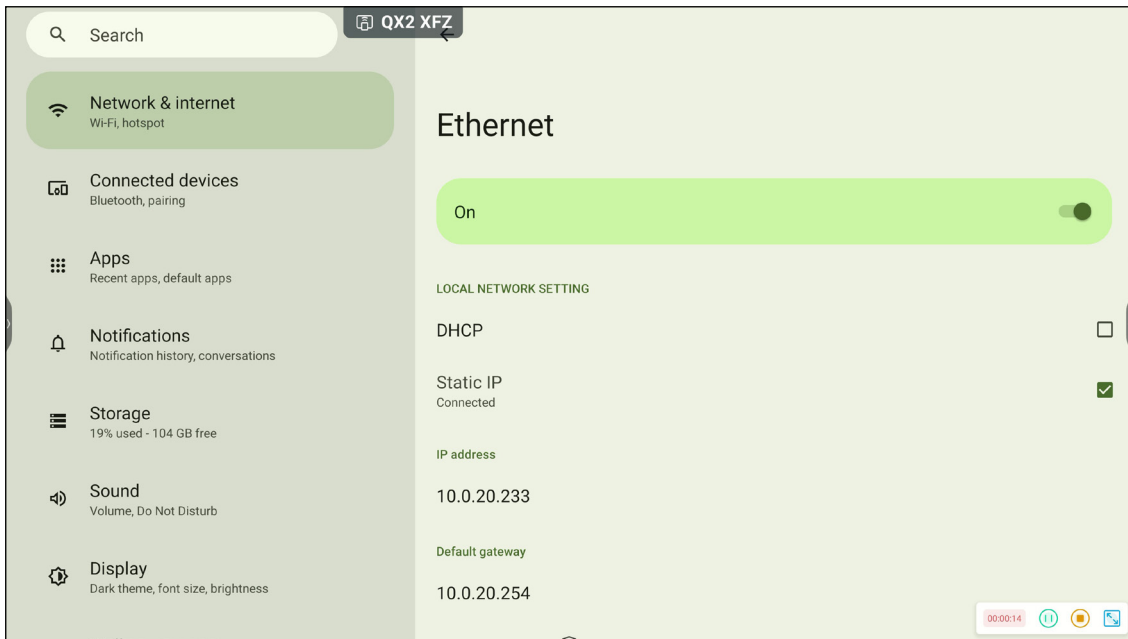 QX2 XFZ
Search
Network & internet
Wi-Fi, hotspot
Connected devices
Bluetooth, pairing
Apps
Recent apps, default apps
Notifications
Notification history, conversations
Storage
19% used - 104 GB free
Sound
Volume, Do Not Disturb
Display
Dark theme, font size, brightness
Ethernet
On
LOCAL NETWORK SETTING
DHCP
Static IP
Connected
IP address
10.0.20.233
Default gateway
10.0.20.254
00:00:14